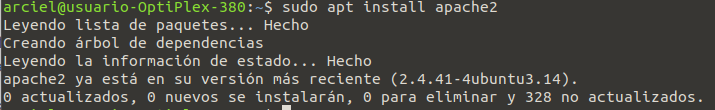 arciel@usuario-OptiPlex-380:~$ sudo apt install apache2
Leyendo lista de paquetes... Hecho
Creando árbol de dependencias
Leyendo la información de estado... Hecho
apache2 ya está en su versión más reciente (2.4.41-4ubuntu3.14).
0 actualizados, 0 nuevos se instalarán, 0 para eliminar y 328 no actualizados.